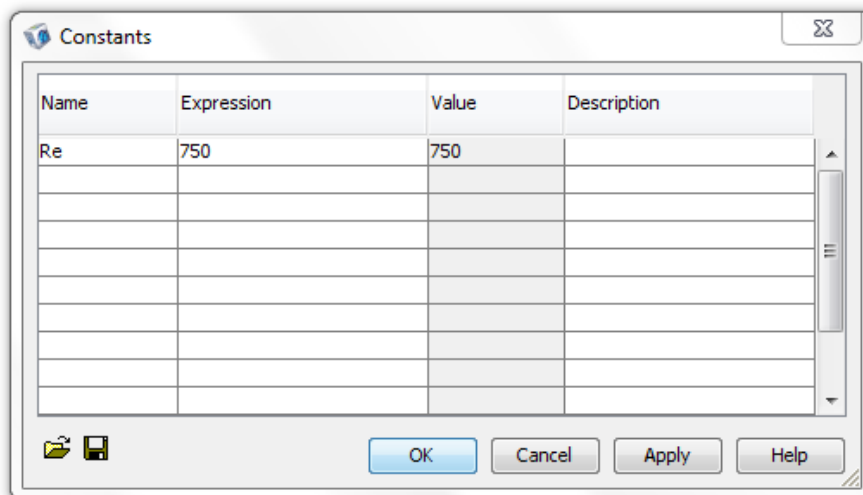 Constants
Name Expression Value Description
Re 750 750
OK Cancel Apply Help